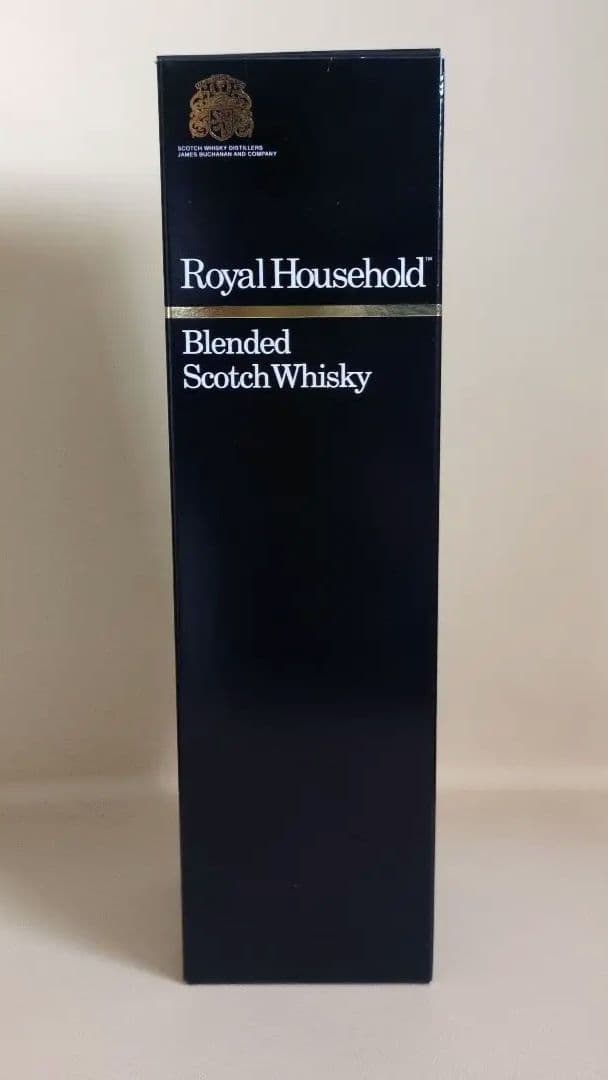 SCOTCH WHISKY DISTILLERS
JAMES BUCHANAN AND COMPANY
Royal Household™
Blended
Scotch Whisky